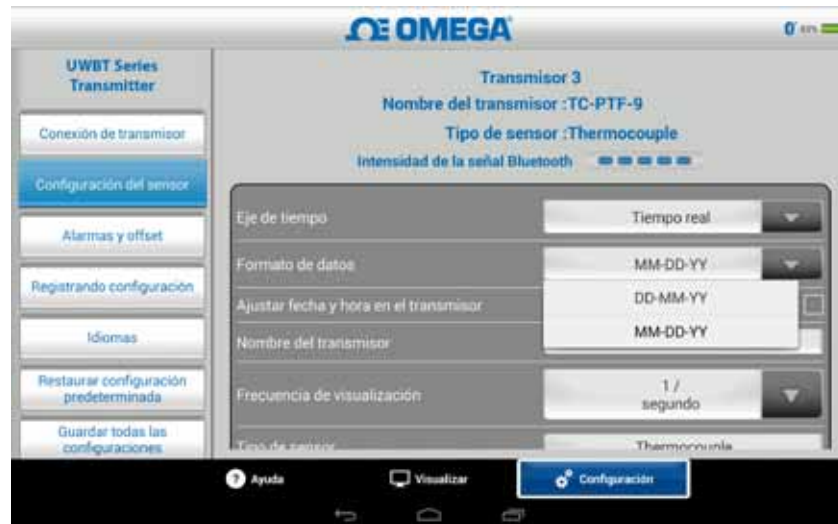 OMEGA
UWBT Series
Transmitter
Conexión de transmisor
Configuración del sensor
Alarmas y offset
Registrando configuración
Idiomas
Restaurar configuración
predeterminada
Guardar todas las
configuraciones
Transmisor 3
Nombre del transmisor :TC-PTF-9
Tipo de sensor :Thermocouple
Intensidad de la señal Bluetooth
Eje de tiempo
Tiempo real
Formato de datos
MM-DD-YY
DD-MM-YY
MM-DD-YY
Ajustar fecha y hora en el transmisor
Nombre del transmisor
Frecuencia de visualización
1 /
segundo
Tipo de sensor
Thermocouple
? Ayuda
Visualizar
Configuración